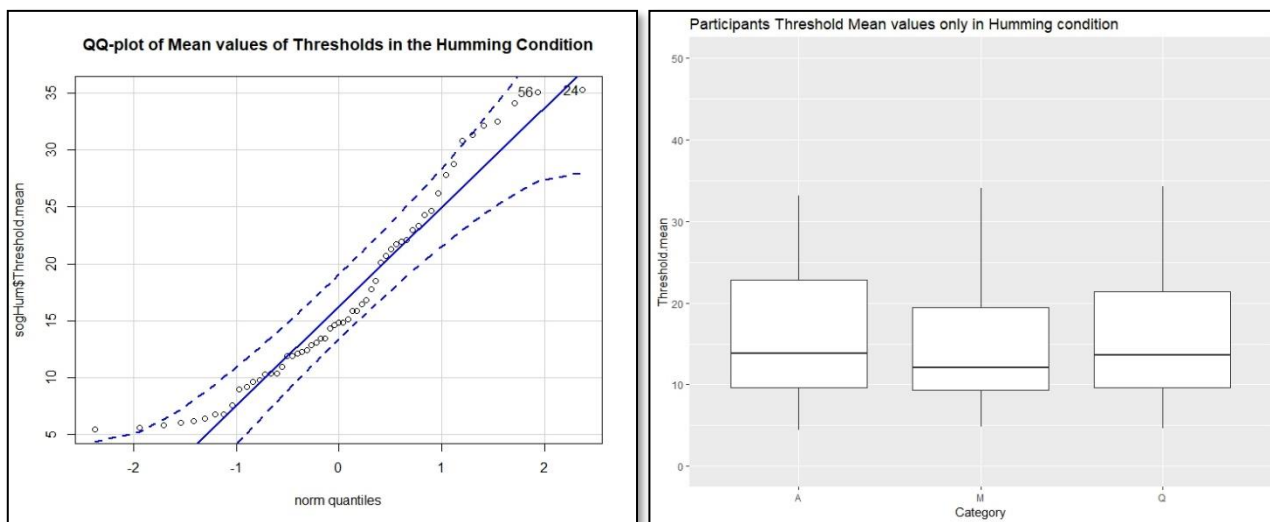 QQ-plot of Mean values of Thresholds in the Humming Condition
sogHum$Threshold.mean
35
30
25
20
15
10
5
56
24
-2
-1
0
1
2
norm quantiles
Participants Threshold Mean values only in Humming condition
Threshold.mean
50
40
30
20
10
0
A
M
Q
Category